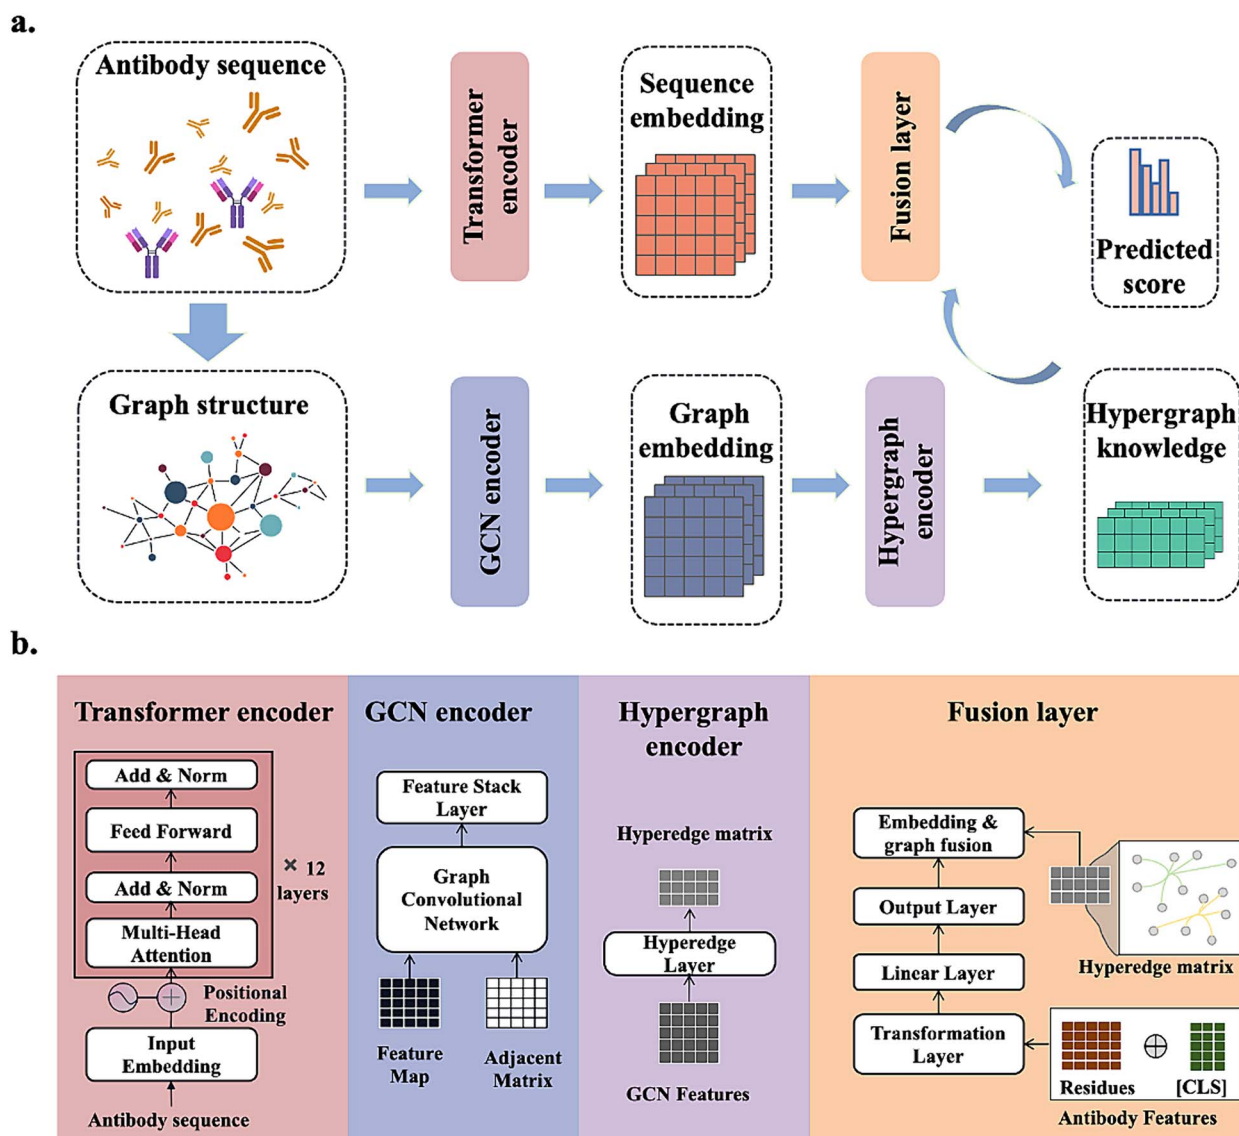 a.
Antibody sequence
Transformer
encoder
Sequence
embedding
Fusion layer
Predicted
score
Graph structure
GCN encoder
Graph
embedding
Hypergraph
encoder
Hypergraph
knowledge
b.
Transformer encoder
Add & Norm
Feed Forward
Add & Norm
Multi-Head
Attention
× 12
layers
Positional
Encoding
Input
Embedding
Antibody sequence
GCN encoder
Feature Stack
Layer
Graph
Convolutional
Network
Feature
Map
Adjacent
Matrix
Hypergraph
encoder
Hyperedge matrix
Hyperedge
Layer
GCN Features
Fusion layer
Embedding &
graph fusion
Output Layer
Linear Layer
Transformation
Layer
Hyperedge matrix
Residues
[CLS]
Antibody Features